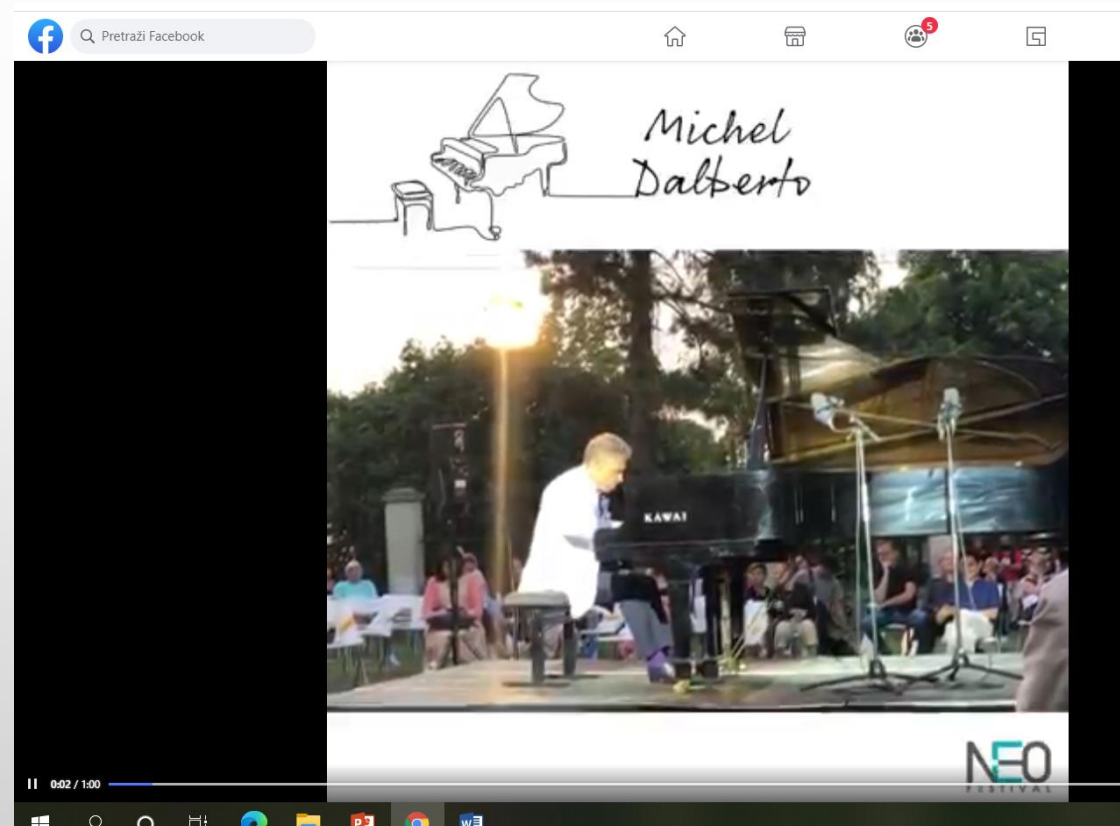 Pretraži Facebook
5
Michel
Dalberto
KAWAI
0:02 / 1:00
NEO
FESTIVAL